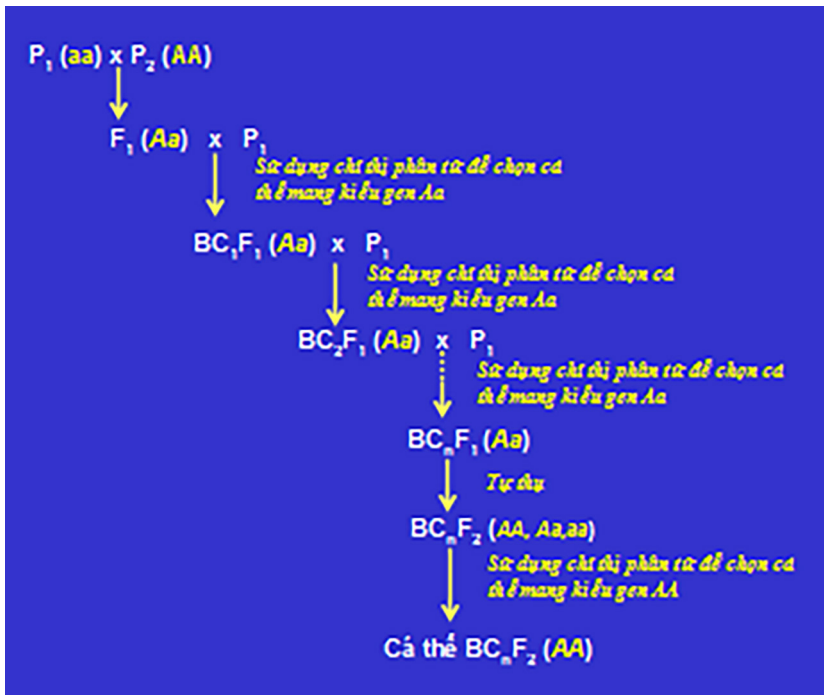 P₁ (aa) x P₂ (AA)
F₁ (Aa) x P₁
Sử dụng chỉ thị phân tử để chọn cá
thể mang kiểu gen Aa
BC₁F₁ (Aa) x P₁
Sử dụng chỉ thị phân tử để chọn cá
thể mang kiểu gen Aa
BC₂F₁ (Aa) x P₁
Sử dụng chỉ thị phân tử để chọn cá
thể mang kiểu gen Aa
BCₙF₁ (Aa)
Tự thụ
BCₙF₂ (AA, Aa,aa)
Sử dụng chỉ thị phân tử để chọn cá
thể mang kiểu gen AA
Cá thể BCₙF₂ (AA)